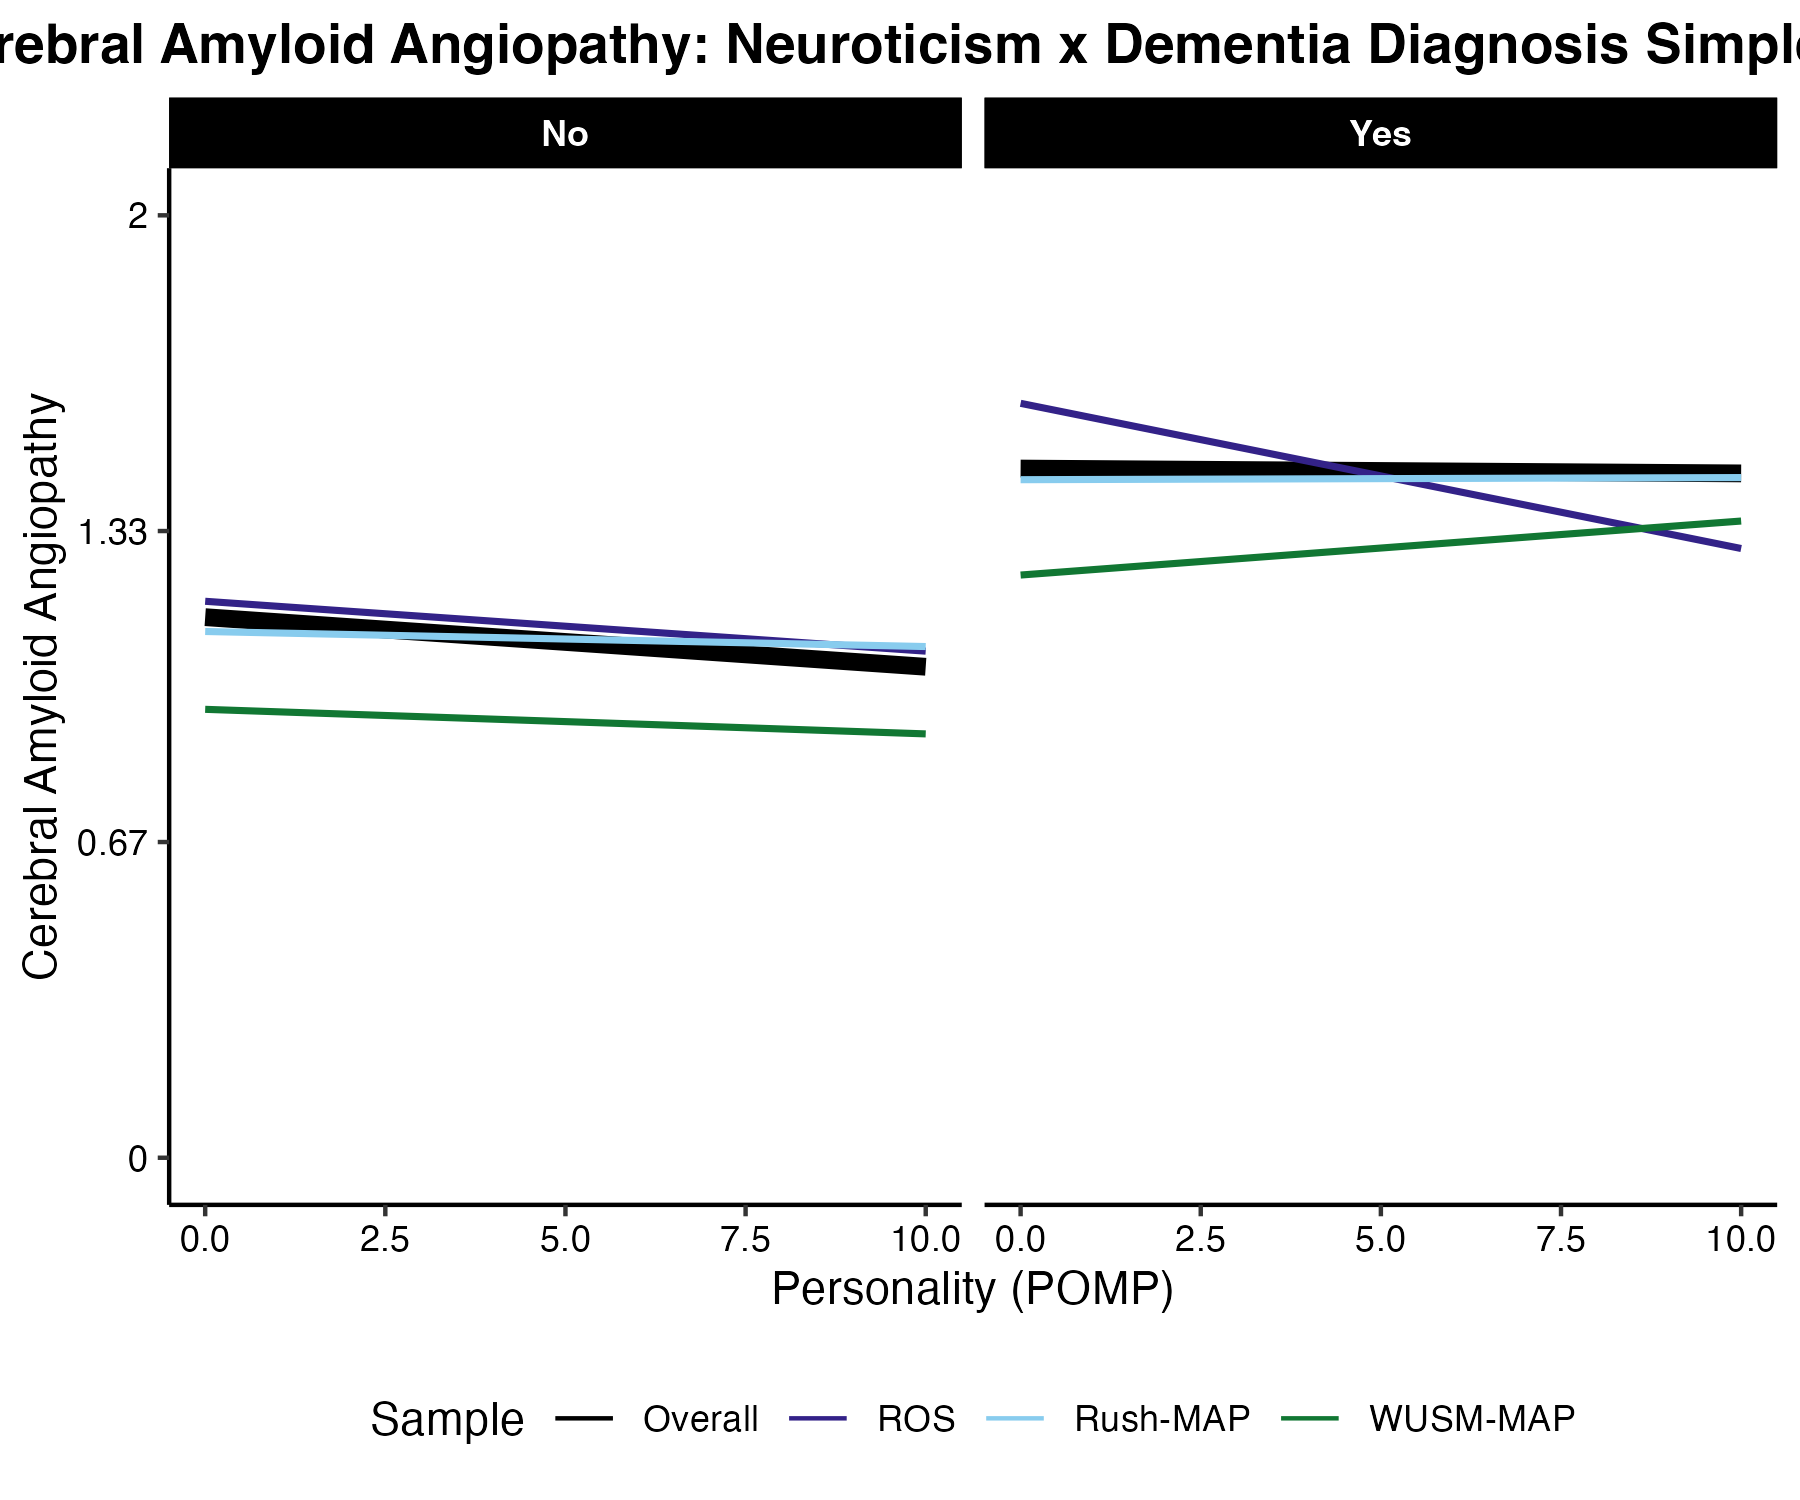 rebral Amyloid Angiopathy: Neuroticism x Dementia Diagnosis Simpl
No
Yes
Cerebral Amyloid Angiopathy
2
1.33
0.67
0
0.0 2.5 5.0 7.5 10.0 0.0 2.5 5.0 7.5 10.0
Personality (POMP)
Sample Overall ROS Rush-MAP WUSM-MAP